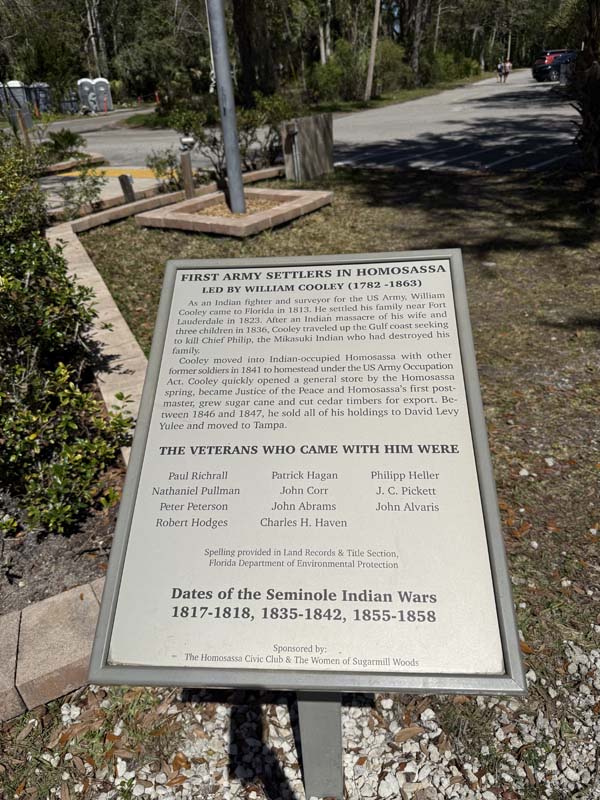 FIRST ARMY SETTLERS IN HOMOSASSA
LED BY WILLIAM COOLEY (1782 -1863)
As an Indian fighter and surveyor for the US Army, William
Cooley came to Florida in 1813. He settled his family near Fort
Lauderdale in 1823. After an Indian massacre of his wife and
three children in 1836, Cooley traveled up the Gulf coast seeking
to kill Chief Philip, the Mikasuki Indian who had destroyed his
family.
Cooley moved into Indian-occupied Homosassa with other
former soldiers in 1841 to homestead under the US Army Occupation
Act. Cooley quickly opened a general store by the Homosassa
spring, became Justice of the Peace and Homosassa's first post-
master, grew sugar cane and cut cedar timbers for export. Be-
tween 1846 and 1847, he sold all of his holdings to David Levy
Yulee and moved to Tampa.
THE VETERANS WHO CAME WITH HIM WERE
Paul Richrall Patrick Hagan Philipp Heller
Nathaniel Pullman John Corr J. C. Pickett
Peter Peterson John Abrams John Alvaris
Robert Hodges Charles H. Haven
Spelling provided in Land Records & Title Section,
Florida Department of Environmental Protection
Dates of the Seminole Indian Wars
1817-1818, 1835-1842, 1855-1858
Sponsored by:
The Homosassa Civic Club & The Women of Sugarmill Woods